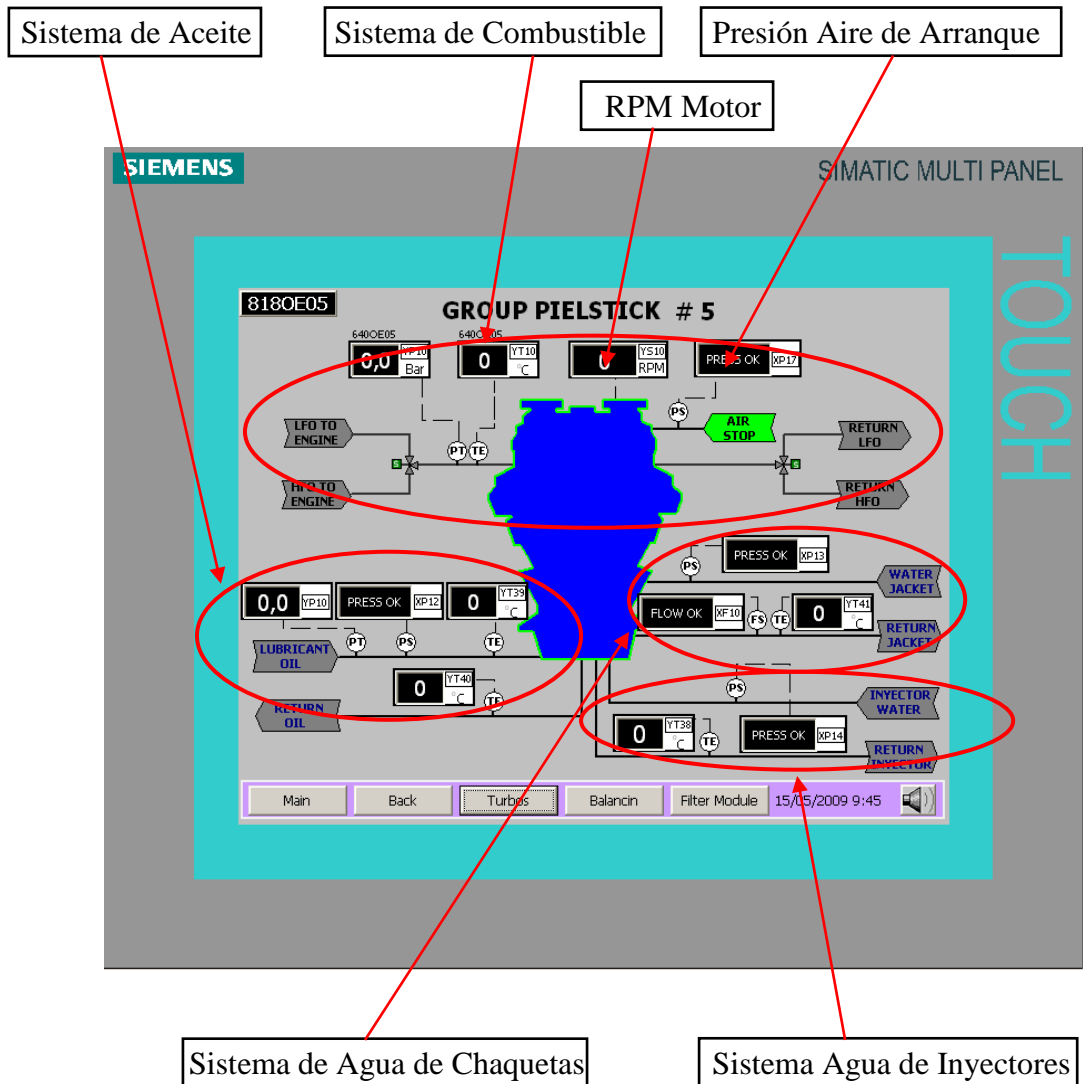 Sistema de Aceite
Sistema de Combustible
Presión Aire de Arranque
RPM Motor
SIEMENS
SIMATIC MULTI PANEL
TOUCH
818OE05
GROUP PIELSTICK # 5
640OE05
640OE05
0,0
YP10
Bar
0
YT10
°C
0
YS10
RPM
PRESS OK
XP17
LFO TO
ENGINE
PT
TE
PS
AIR
STOP
RETURN
LFO
S
S
HFO TO
ENGINE
RETURN
HFO
PRESS OK
XP13
PS
WATER
JACKET
0,0
YP10
PRESS OK
XP12
0
YT39
°C
FLOW OK
XF10
FS
TE
0
YT41
°C
RETURN
JACKET
LUBRICANT
OIL
PT
PS
TE
0
YT40
°C
TE
RETURN
OIL
PS
INYECTOR
WATER
0
YT38
°C
TE
PRESS OK
XP14
RETURN
INYECTOR
Main
Back
Turbos
Balancin
Filter Module
15/05/2009 9:45
Sistema de Agua de Chaquetas
Sistema Agua de Inyectores